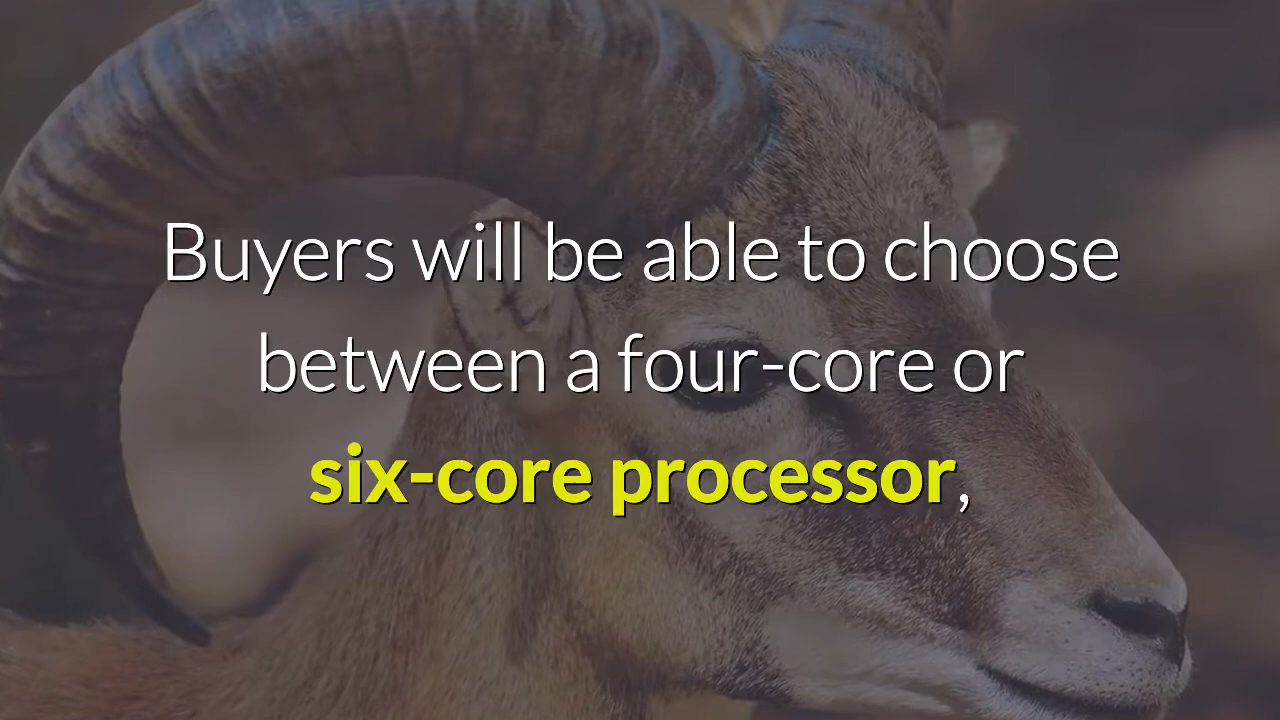 Buyers will be able to choose
between a four-core or
six-core processor,